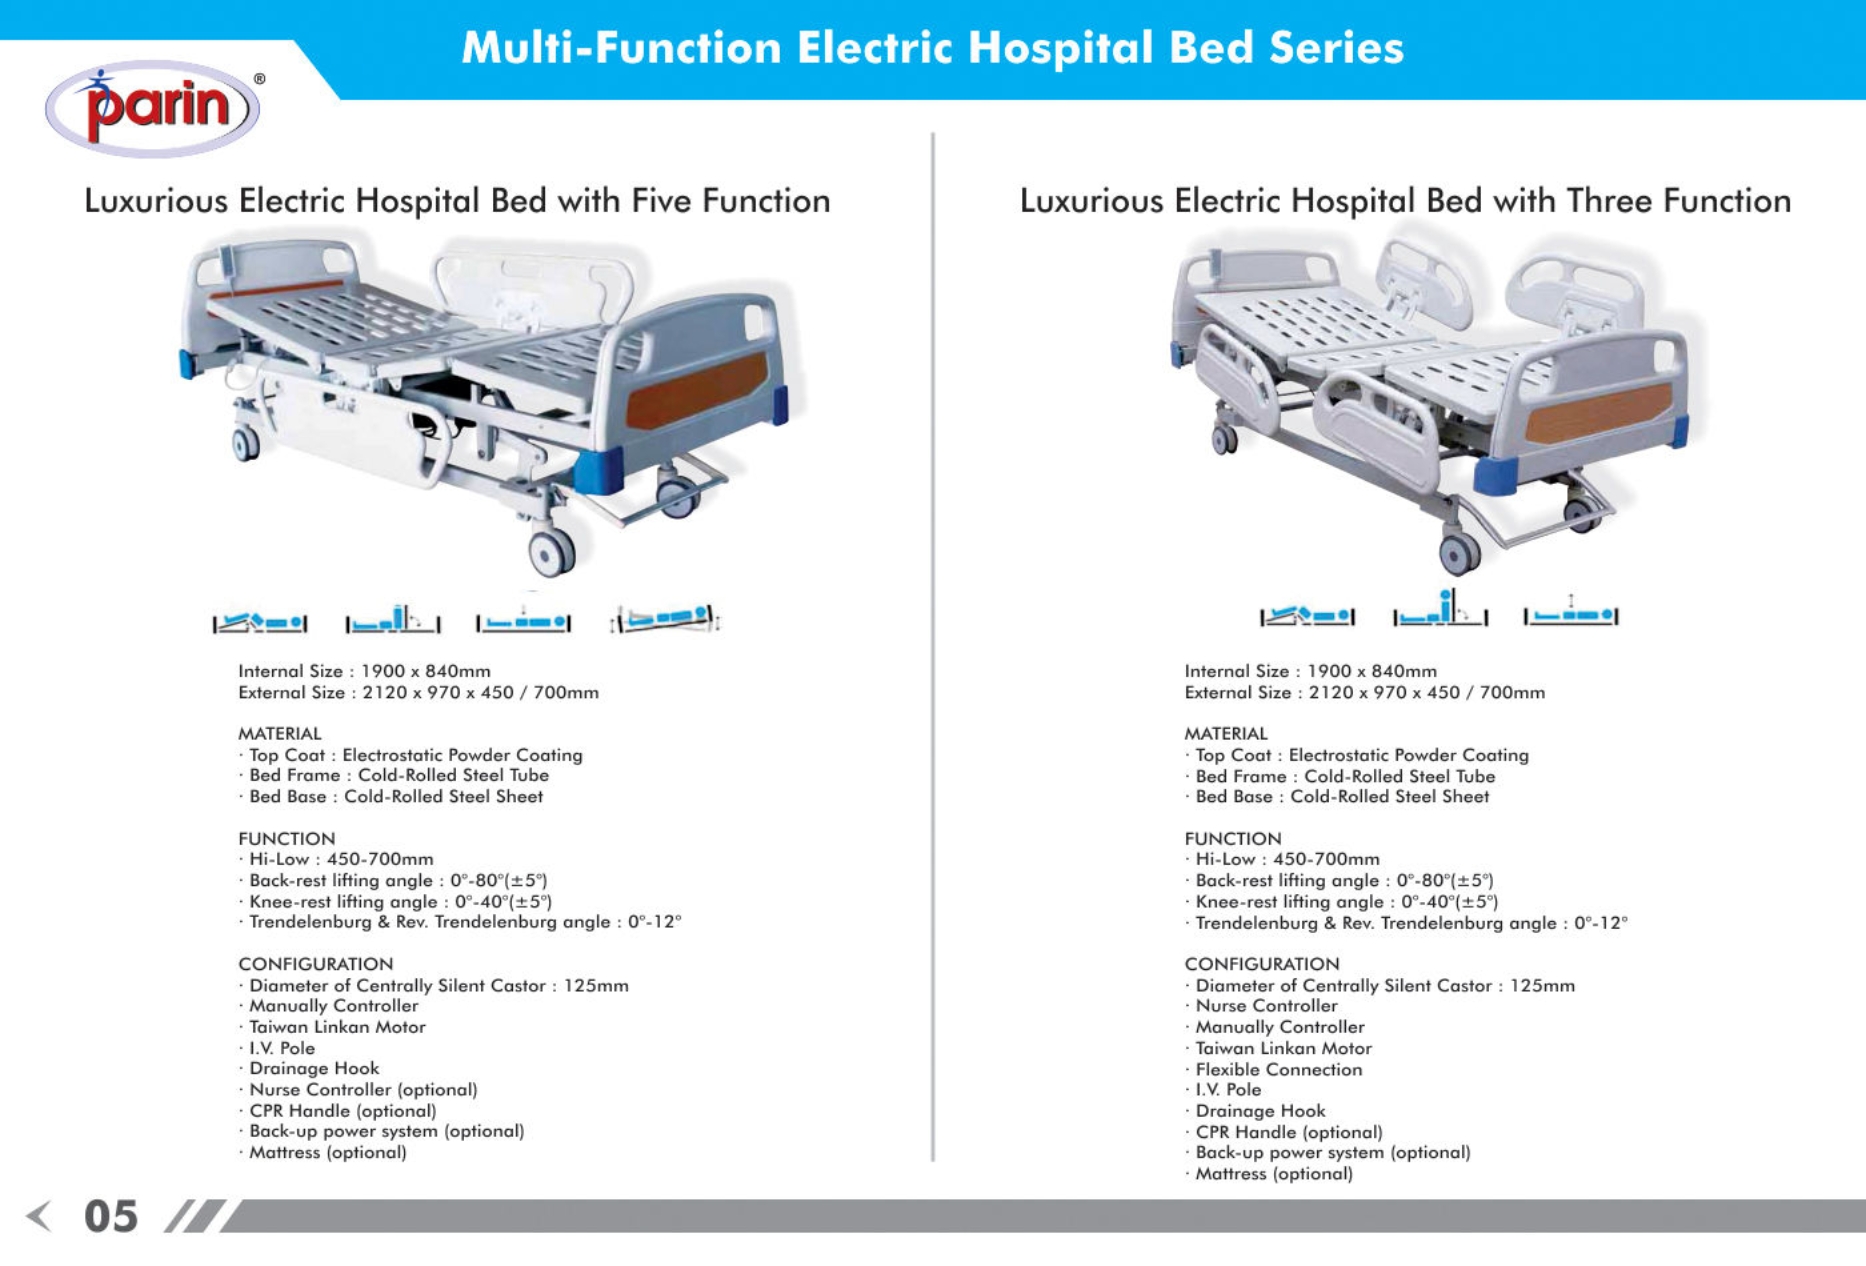 Multi-Function Electric Hospital Bed Series
parin ®
Luxurious Electric Hospital Bed with Five Function
Internal Size : 1900 x 840mm
External Size : 2120 x 970 x 450 / 700mm
MATERIAL
· Top Coat : Electrostatic Powder Coating
· Bed Frame : Cold-Rolled Steel Tube
· Bed Base : Cold-Rolled Steel Sheet
FUNCTION
· Hi-Low : 450-700mm
· Back-rest lifting angle : 0°-80°(±5°)
· Knee-rest lifting angle : 0°-40°(±5°)
· Trendelenburg & Rev. Trendelenburg angle : 0°-12°
CONFIGURATION
· Diameter of Centrally Silent Castor : 125mm
· Manually Controller
· Taiwan Linkan Motor
· I.V. Pole
· Drainage Hook
· Nurse Controller (optional)
· CPR Handle (optional)
· Back-up power system (optional)
· Mattress (optional)
Luxurious Electric Hospital Bed with Three Function
Internal Size : 1900 x 840mm
External Size : 2120 x 970 x 450 / 700mm
MATERIAL
· Top Coat : Electrostatic Powder Coating
· Bed Frame : Cold-Rolled Steel Tube
· Bed Base : Cold-Rolled Steel Sheet
FUNCTION
· Hi-Low : 450-700mm
· Back-rest lifting angle : 0°-80°(±5°)
· Knee-rest lifting angle : 0°-40°(±5°)
· Trendelenburg & Rev. Trendelenburg angle : 0°-12°
CONFIGURATION
· Diameter of Centrally Silent Castor : 125mm
· Nurse Controller
· Manually Controller
· Taiwan Linkan Motor
· Flexible Connection
· I.V. Pole
· Drainage Hook
· CPR Handle (optional)
· Back-up power system (optional)
· Mattress (optional)
05